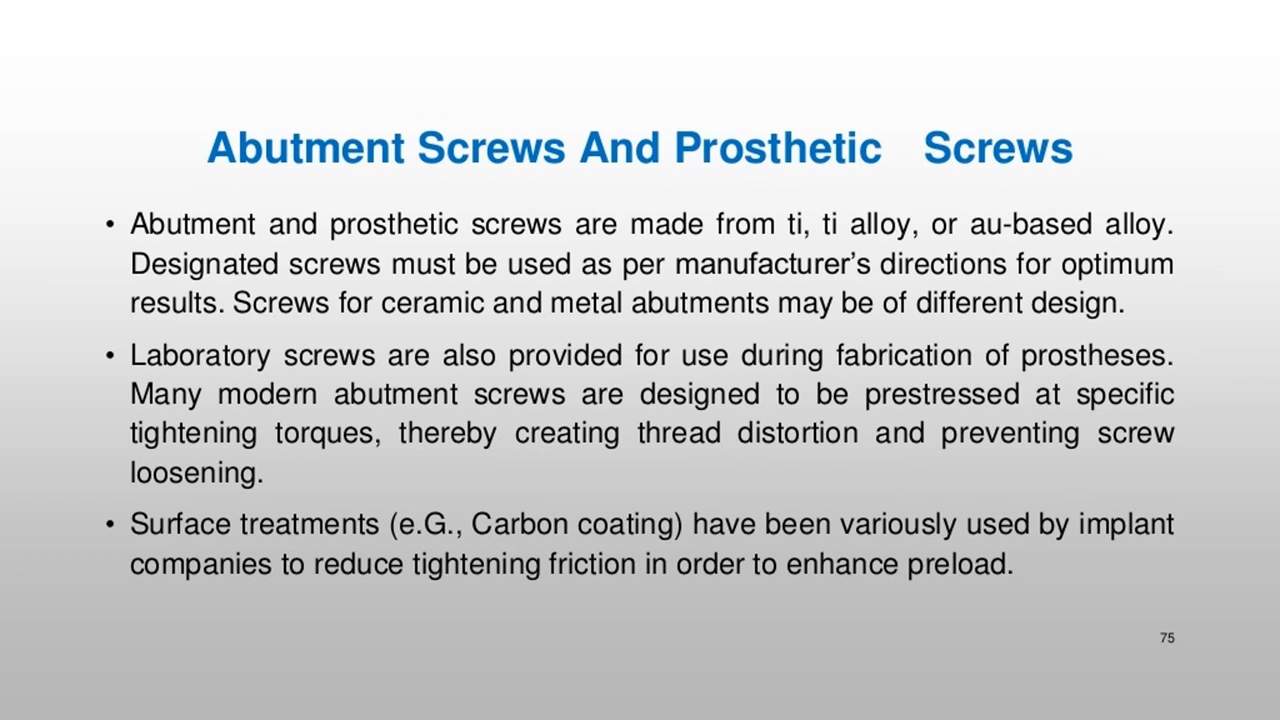 Abutment Screws And Prosthetic Screws
• Abutment and prosthetic screws are made from ti, ti alloy, or au-based alloy.
Designated screws must be used as per manufacturer’s directions for optimum
results. Screws for ceramic and metal abutments may be of different design.
• Laboratory screws are also provided for use during fabrication of prostheses.
Many modern abutment screws are designed to be prestressed at specific
tightening torques, thereby creating thread distortion and preventing screw
loosening.
• Surface treatments (e.G., Carbon coating) have been variously used by implant
companies to reduce tightening friction in order to enhance preload.
75